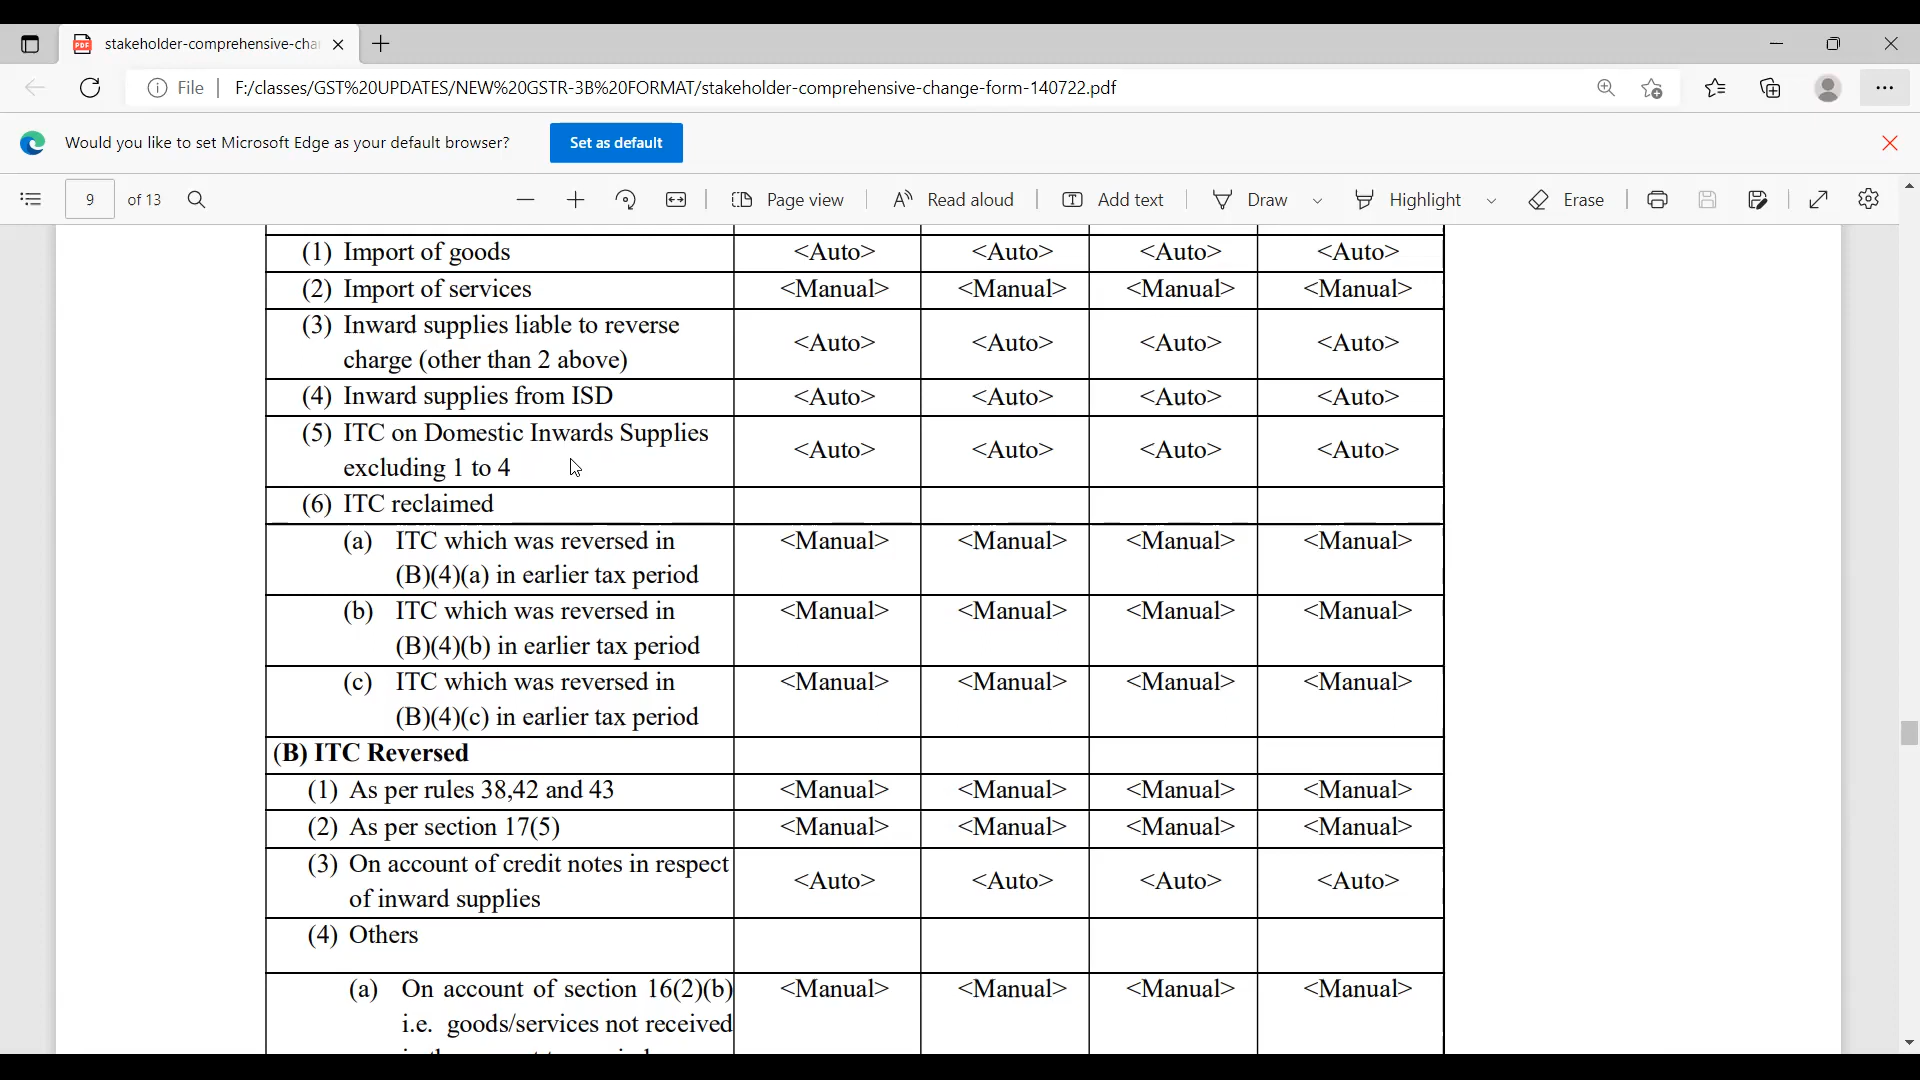 stakeholder-comprehensive-cha
File F:/classes/GST%20UPDATES/NEW%20GSTR-3B%20FORMAT/stakeholder-comprehensive-change-form-140722.pdf
Would you like to set Microsoft Edge as your default browser? Set as default
9 of 13 Page view Read aloud Add text Draw Highlight Erase
(1) Import of goods <Auto> <Auto> <Auto> <Auto>
(2) Import of services <Manual> <Manual> <Manual> <Manual>
(3) Inward supplies liable to reverse
charge (other than 2 above) <Auto> <Auto> <Auto> <Auto>
(4) Inward supplies from ISD <Auto> <Auto> <Auto> <Auto>
(5) ITC on Domestic Inwards Supplies
excluding 1 to 4 <Auto> <Auto> <Auto> <Auto>
(6) ITC reclaimed
(a) ITC which was reversed in <Manual> <Manual> <Manual> <Manual>
(B)(4)(a) in earlier tax period
(b) ITC which was reversed in <Manual> <Manual> <Manual> <Manual>
(B)(4)(b) in earlier tax period
(c) ITC which was reversed in <Manual> <Manual> <Manual> <Manual>
(B)(4)(c) in earlier tax period
(B) ITC Reversed
(1) As per rules 38,42 and 43 <Manual> <Manual> <Manual> <Manual>
(2) As per section 17(5) <Manual> <Manual> <Manual> <Manual>
(3) On account of credit notes in respect
of inward supplies <Auto> <Auto> <Auto> <Auto>
(4) Others
(a) On account of section 16(2)(b) <Manual> <Manual> <Manual> <Manual>
i.e. goods/services not received